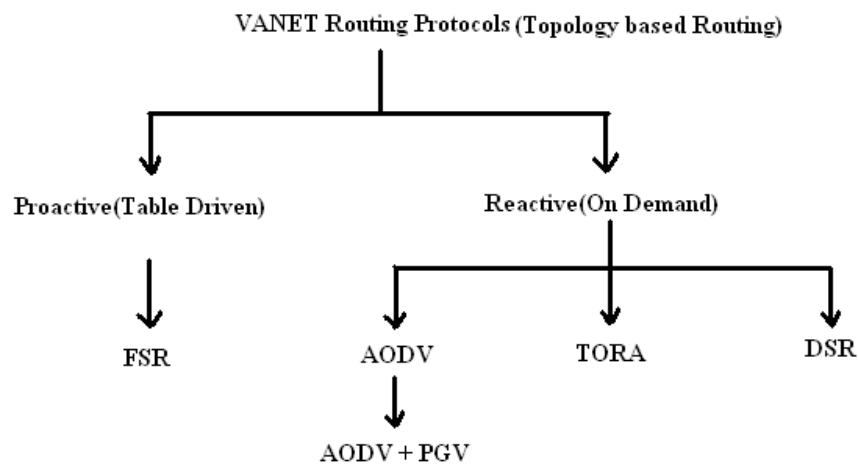 VANET Routing Protocols (Topology based Routing)
Proactive(Table Driven)
Reactive(On Demand)
FSR
AODV
TORA
DSR
AODV + PGV